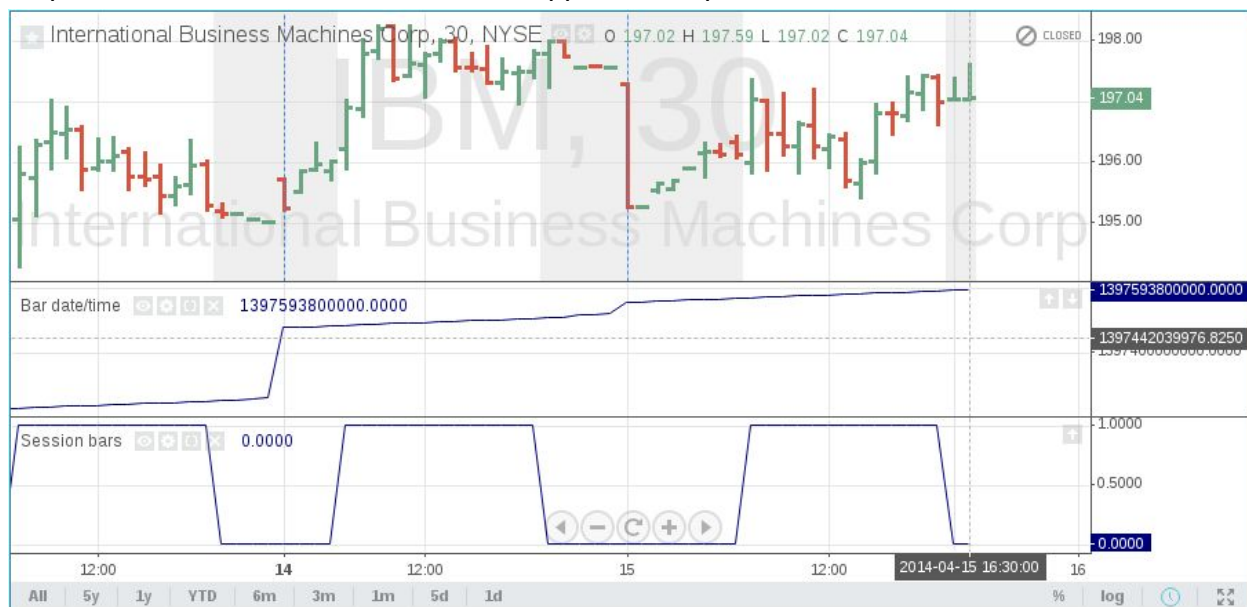 International Business Machines Corp, 30, NYSE O 197.02 H 197.59 L 197.02 C 197.04
CLOSED
198.00
IBM, 30
197.04
196.00
International Business Machines Corp
195.00
Bar date/time 1397593800000.0000
1397593800000.0000
1397442039976.8250
1397400000000.0000
Session bars 0.0000
1.0000
0.5000
0.0000
12:00 14 12:00 15 12:00 2014-04-15 16:30:00 16
All 5y 1y YTD 6m 3m 1m 5d 1d % log